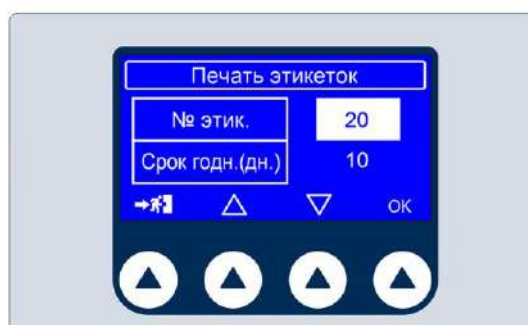 Печать этикеток
№ этик. 20
Срок годн.(дн.) 10
OK